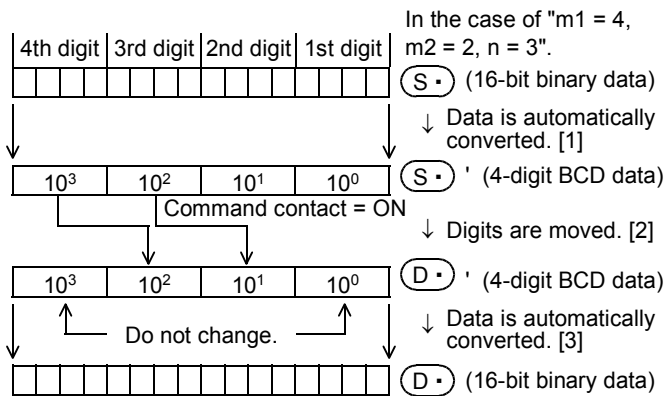 In the case of "m1 = 4,
m2 = 2, n = 3".
4th digit 3rd digit 2nd digit 1st digit
S・ (16-bit binary data)
↓ Data is automatically
converted. [1]
10³ 10² 10¹ 10⁰ S・ ' (4-digit BCD data)
Command contact = ON
↓ Digits are moved. [2]
10³ 10² 10¹ 10⁰ D・ ' (4-digit BCD data)
Do not change.
↓ Data is automatically
converted. [3]
D・ (16-bit binary data)